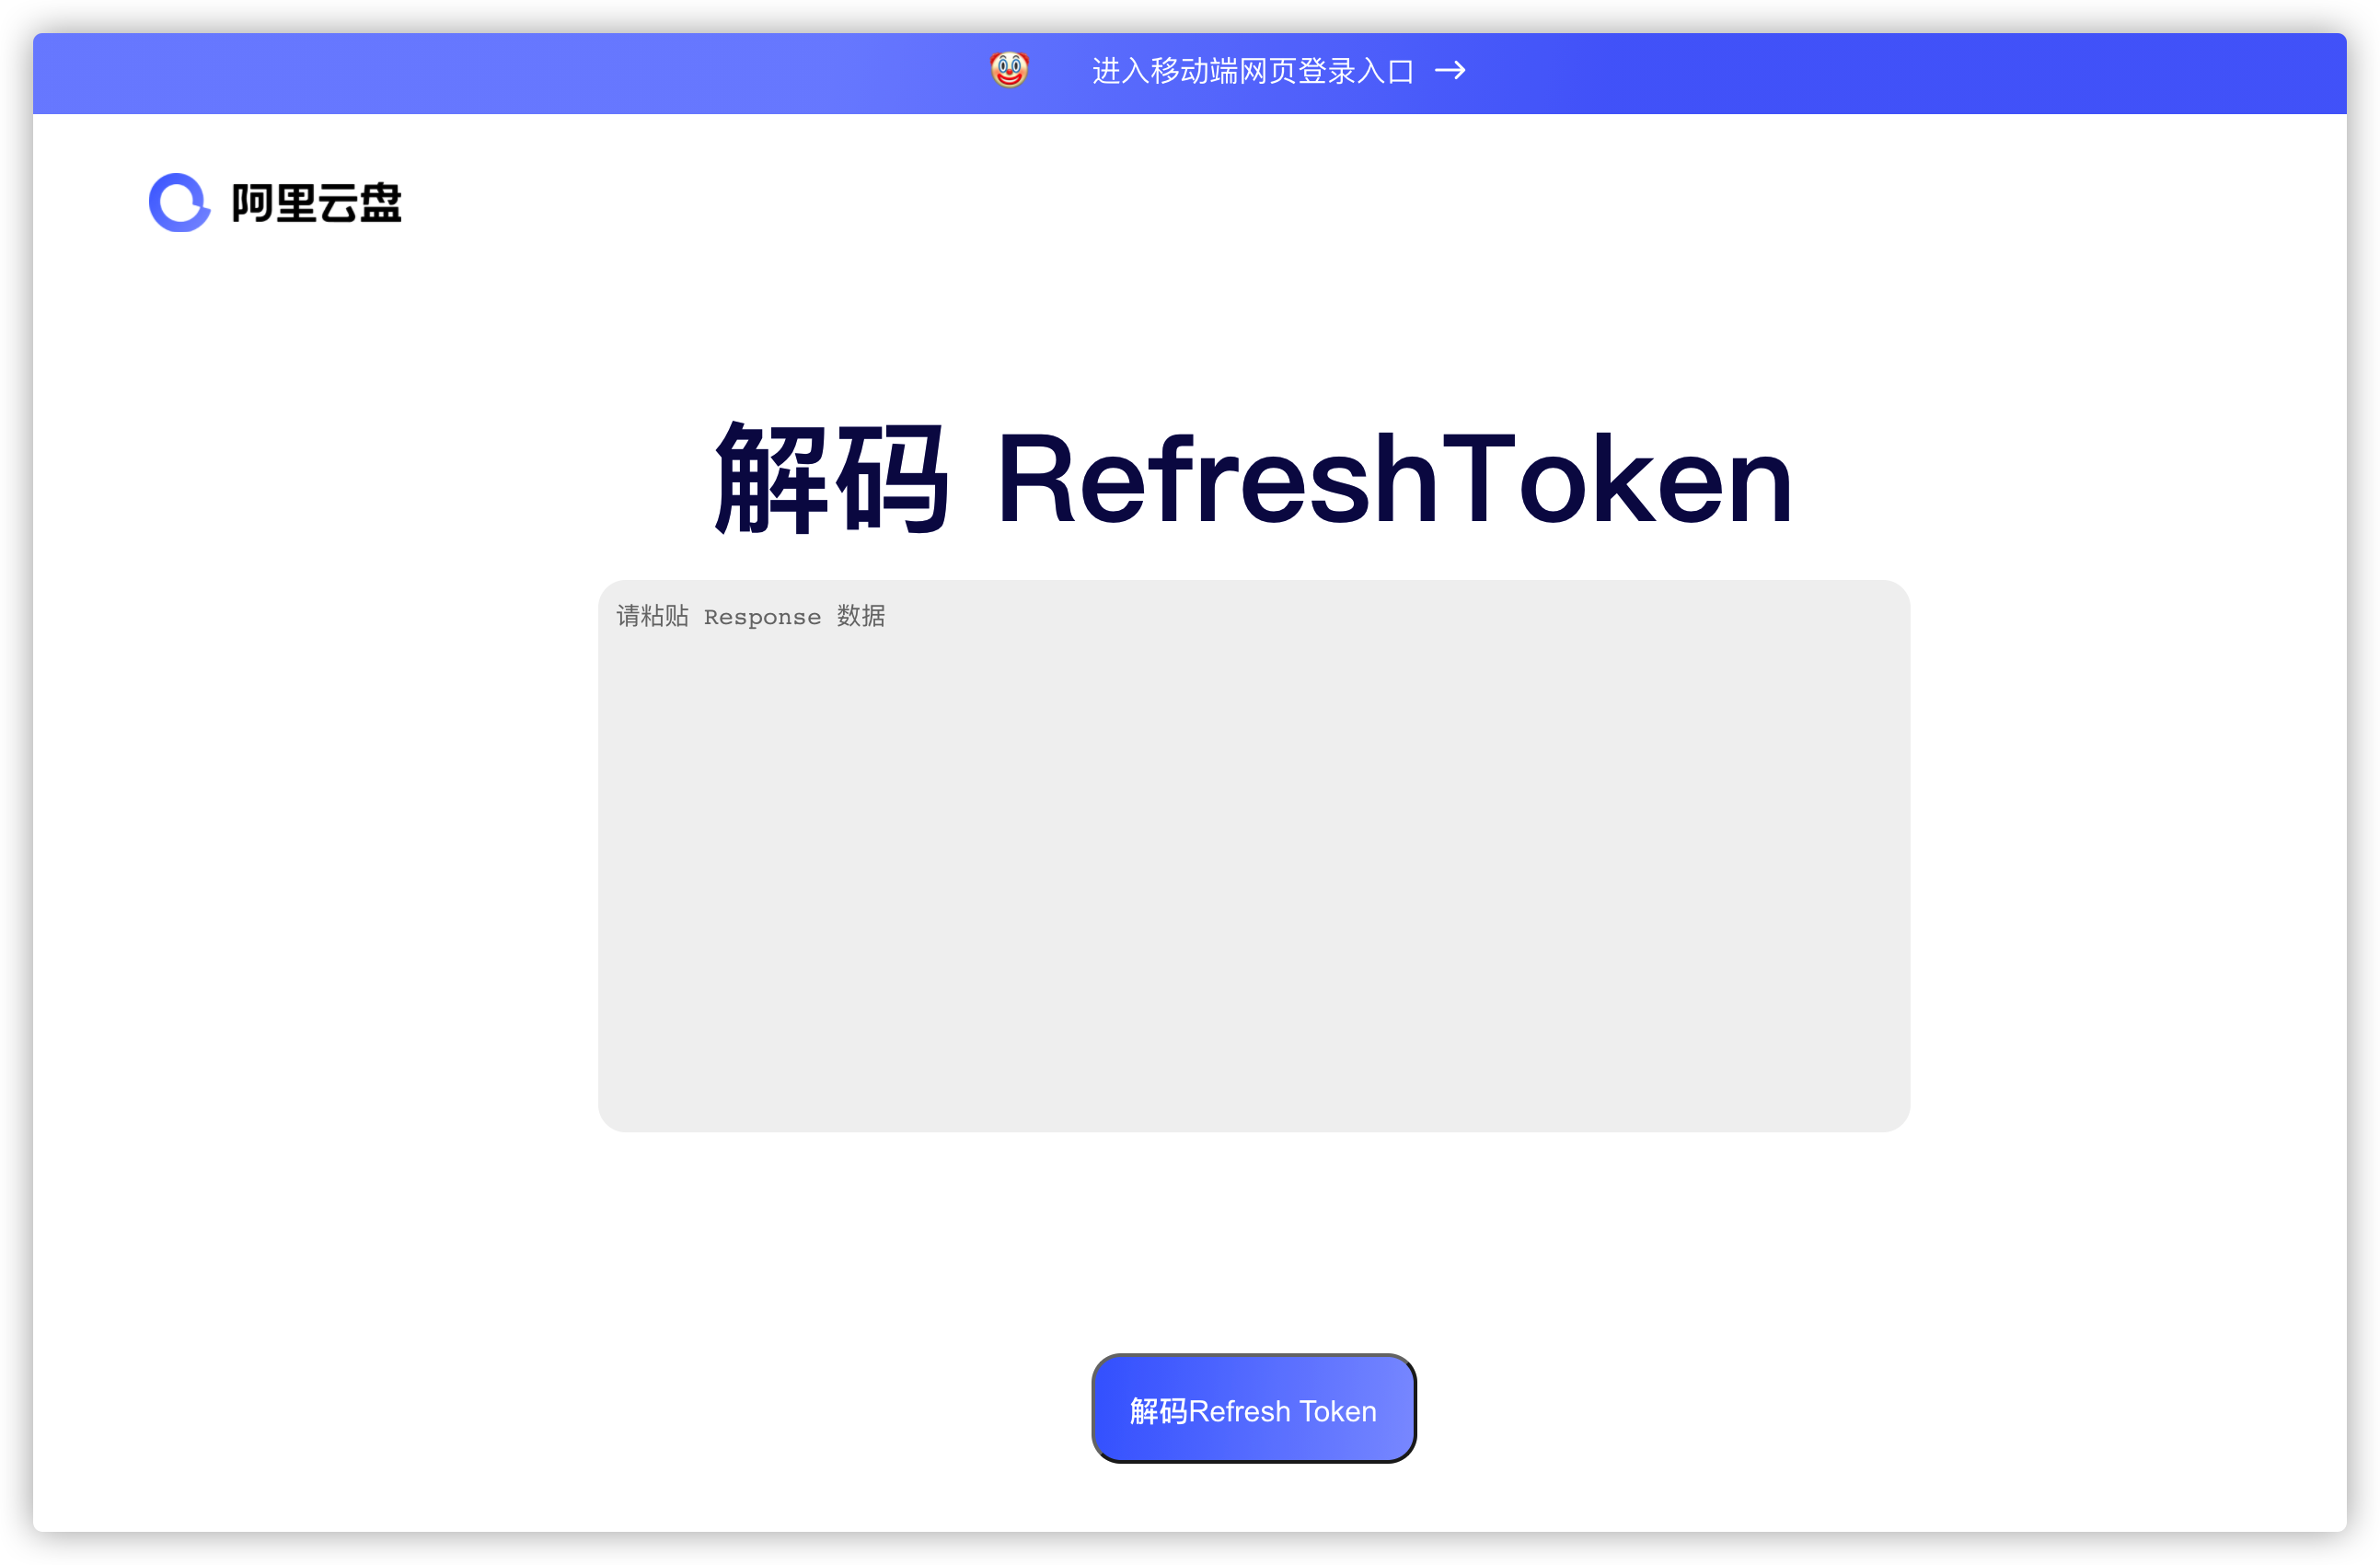 🤡 进入移动端网页登录入口 →
阿里云盘
解码 RefreshToken
请粘贴 Response 数据
解码Refresh Token